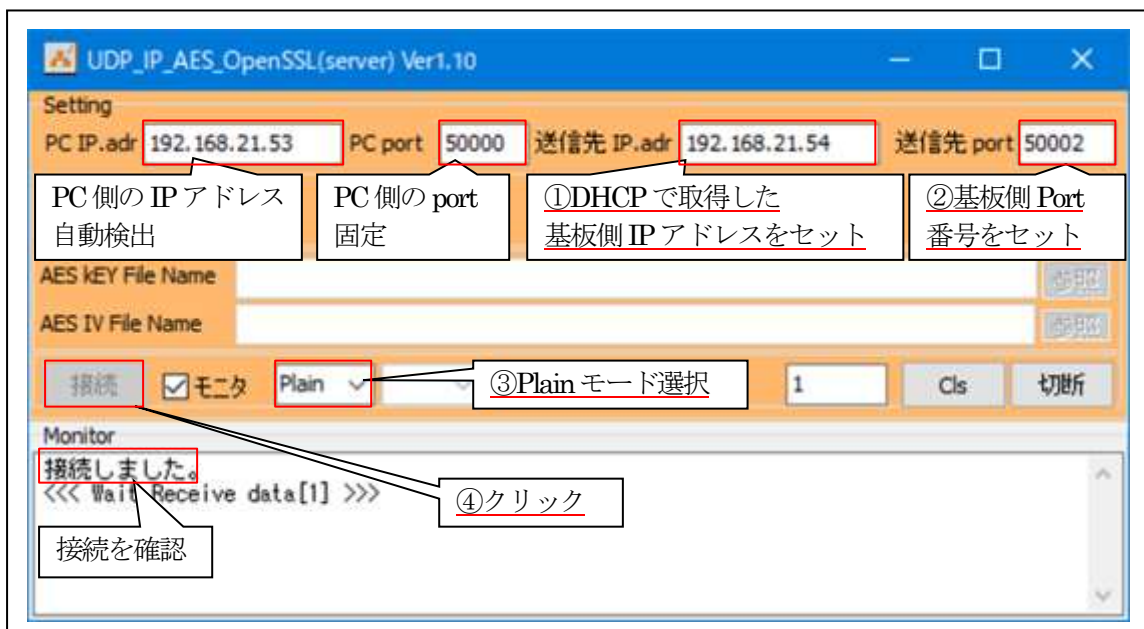 UDP_IP_AES_OpenSSL(server) Ver1.10
Setting
PC IP.adr 192.168.21.53 PC port 50000 送信先 IP.adr 192.168.21.54 送信先 port 50002
PC 側の IP アドレス
自動検出
PC 側の port
固定
①DHCP で取得した
基板側 IP アドレスをセット
②基板側 Port
番号をセット
AES kEY File Name 参照
AES IV File Name 参照
接続 モニタ Plain ③Plain モード選択 1 Cls 切断
Monitor
接続しました。
<<< Wait Receive data[1] >>>
④クリック
接続を確認